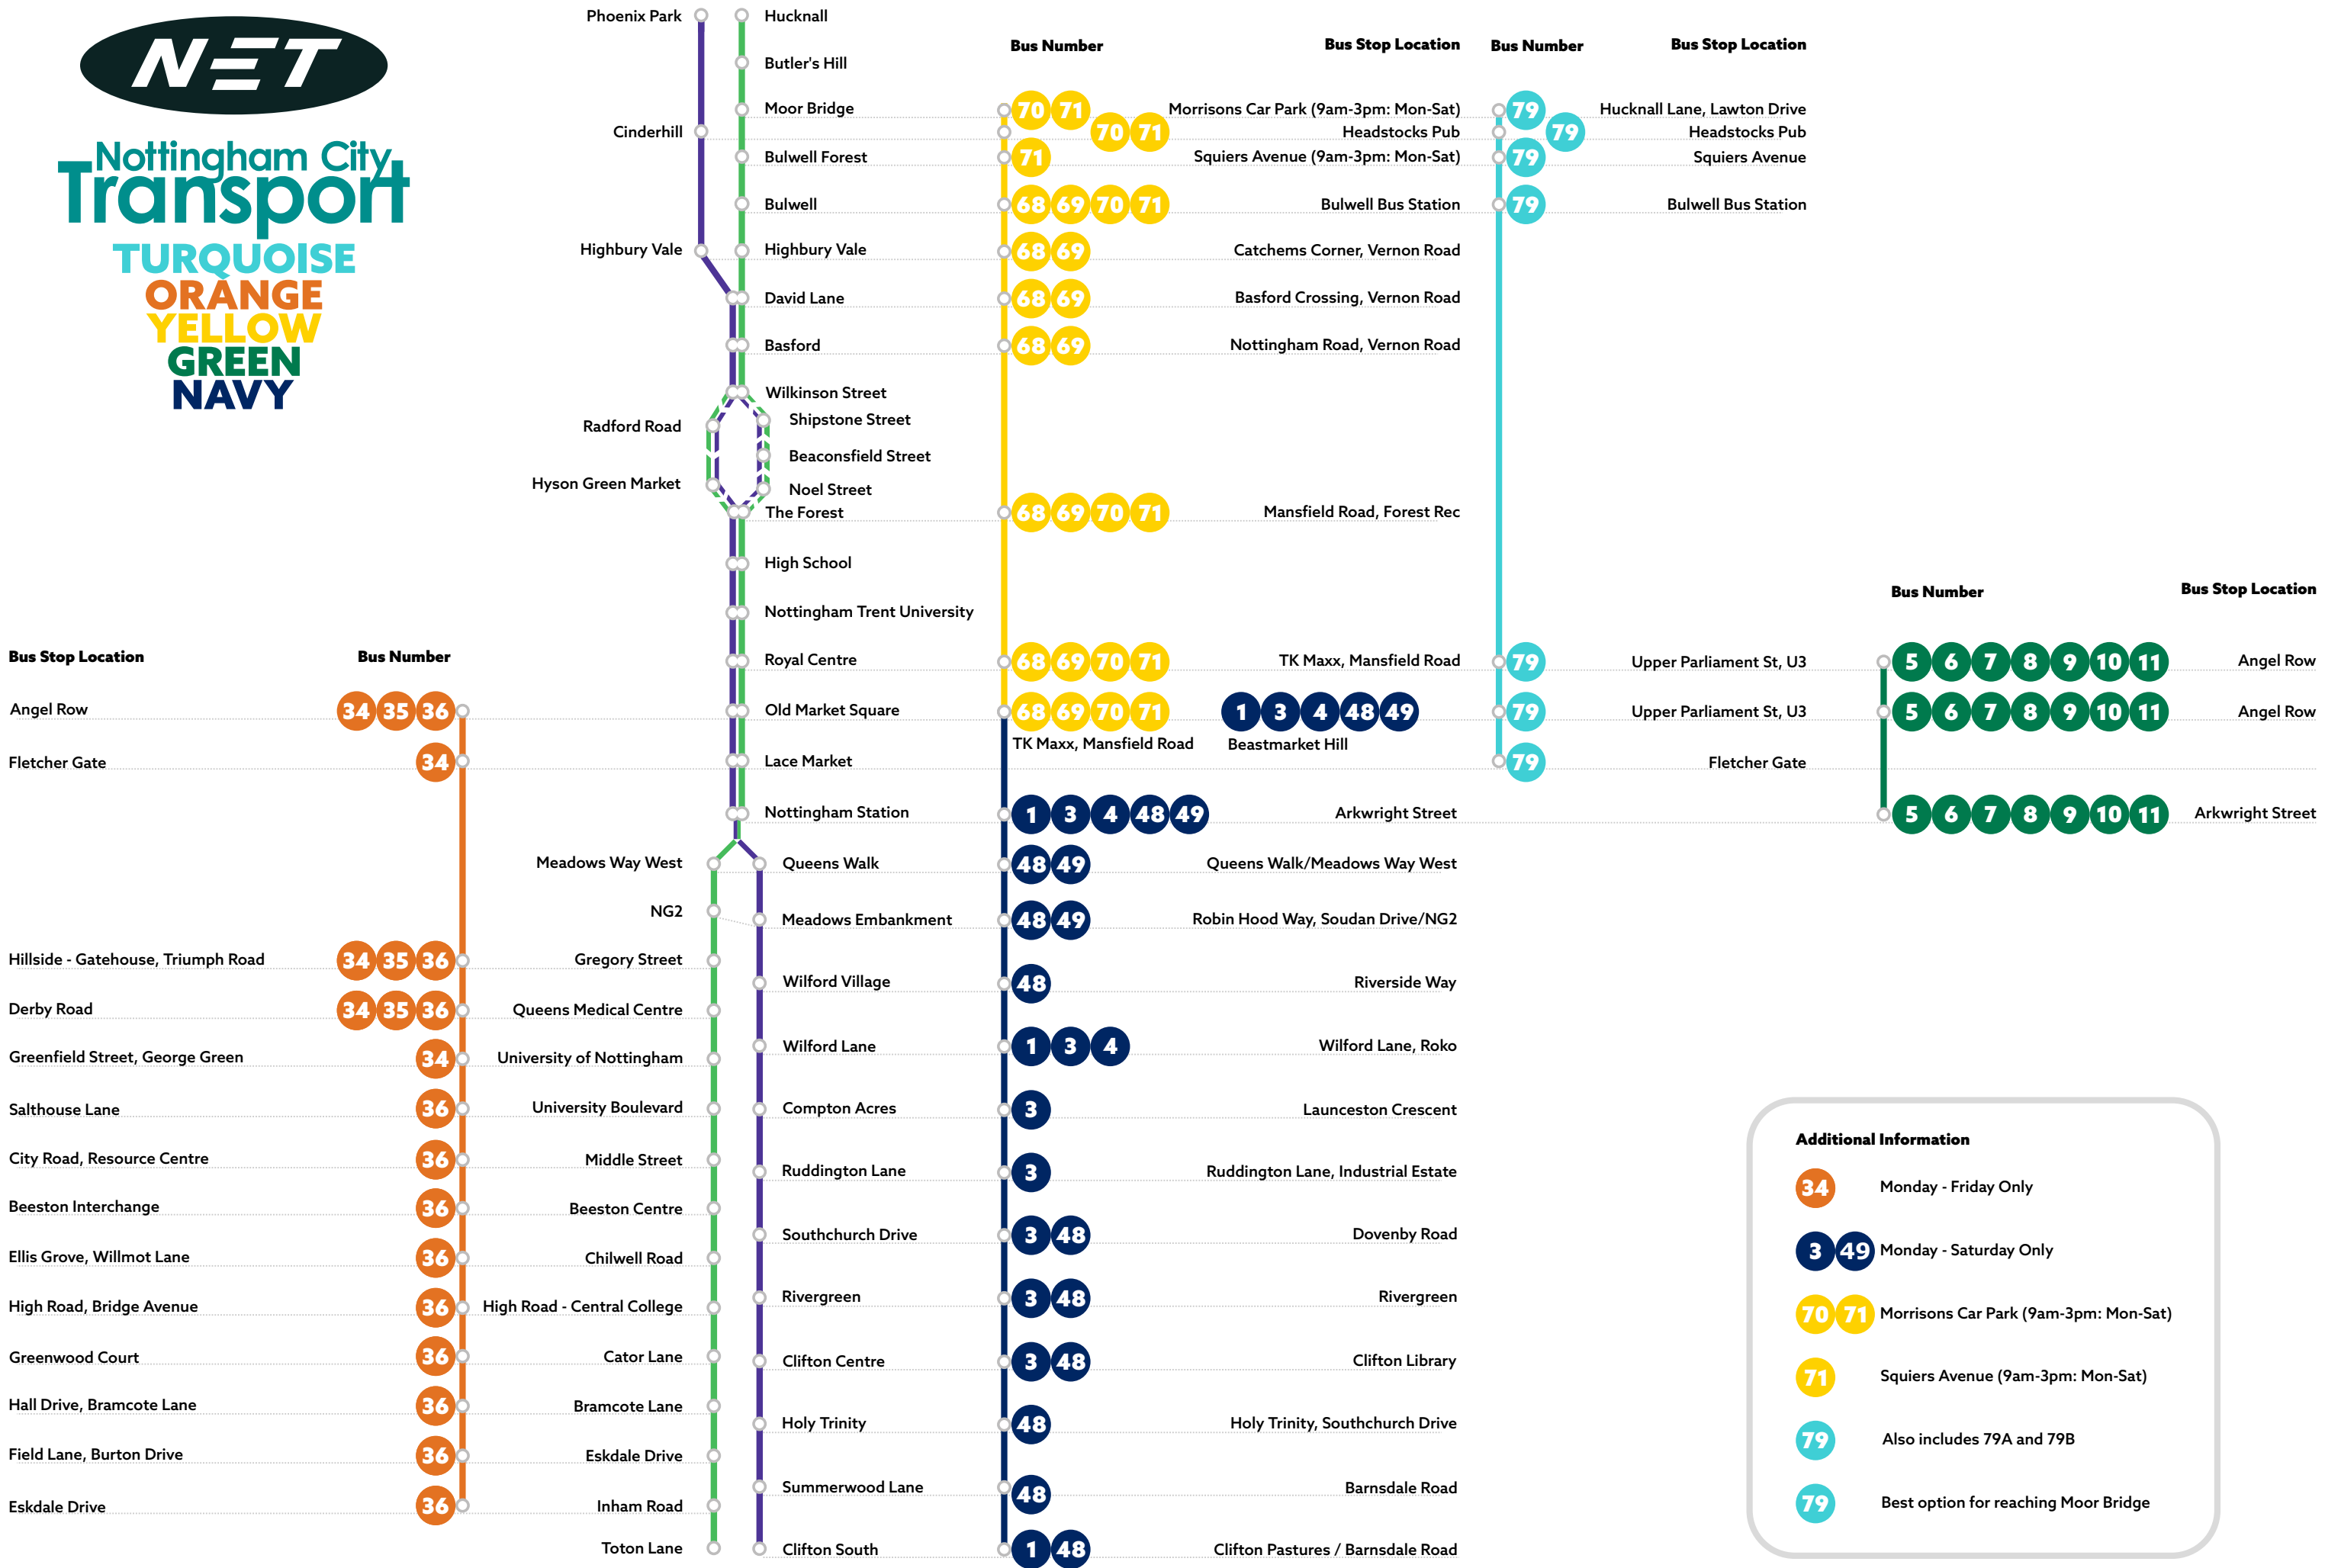 NET
Nottingham City
Transport
TURQUOISE
ORANGE
YELLOW
GREEN
NAVY
Phoenix Park
Cinderhill
Highbury Vale
Radford Road
Hyson Green Market
Hucknall
Butler's Hill
Moor Bridge
Bulwell Forest
Bulwell
Highbury Vale
David Lane
Basford
Wilkinson Street
Shipstone Street
Beaconsfield Street
Noel Street
The Forest
High School
Nottingham Trent University
Royal Centre
Old Market Square
Lace Market
Nottingham Station
Bus Number Bus Stop Location
70 71 Morrisons Car Park (9am-3pm: Mon-Sat)
70 71 Headstocks Pub
71 Squiers Avenue (9am-3pm: Mon-Sat)
68 69 70 71 Bulwell Bus Station
68 69 Catchems Corner, Vernon Road
68 69 Basford Crossing, Vernon Road
68 69 Nottingham Road, Vernon Road
68 69 70 71 Mansfield Road, Forest Rec
68 69 70 71 TK Maxx, Mansfield Road
68 69 70 71 1 3 4 48 49
TK Maxx, Mansfield Road Beastmarket Hill
Bus Number Bus Stop Location
79 Hucknall Lane, Lawton Drive
79 Headstocks Pub
79 Squiers Avenue
79 Bulwell Bus Station
79 Upper Parliament St, U3
79 Upper Parliament St, U3
79 Fletcher Gate
Bus Number Bus Stop Location
5 6 7 8 9 10 11 Angel Row
5 6 7 8 9 10 11 Angel Row
5 6 7 8 9 10 11 Arkwright Street
Bus Stop Location Bus Number
Angel Row 34 35 36
Fletcher Gate 34
Hillside - Gatehouse, Triumph Road 34 35 36 Gregory Street
Derby Road 34 35 36 Queens Medical Centre
Greenfield Street, George Green 34 University of Nottingham
Salthouse Lane 36 University Boulevard
City Road, Resource Centre 36 Middle Street
Beeston Interchange 36 Beeston Centre
Ellis Grove, Willmot Lane 36 Chilwell Road
High Road, Bridge Avenue 36 High Road - Central College
Greenwood Court 36 Cator Lane
Hall Drive, Bramcote Lane 36 Bramcote Lane
Field Lane, Burton Drive 36 Eskdale Drive
Eskdale Drive 36 Inham Road
Toton Lane
Meadows Way West
NG2
1 3 4 48 49 Arkwright Street
Queens Walk 48 49 Queens Walk/Meadows Way West
Meadows Embankment 48 49 Robin Hood Way, Soudan Drive/NG2
Wilford Village 48 Riverside Way
Wilford Lane 1 3 4 Wilford Lane, Roko
Compton Acres 3 Launceston Crescent
Ruddington Lane 3 Ruddington Lane, Industrial Estate
Southchurch Drive 3 48 Dovenby Road
Rivergreen 3 48 Rivergreen
Clifton Centre 3 48 Clifton Library
Holy Trinity 48 Holy Trinity, Southchurch Drive
Summerwood Lane 48 Barnsdale Road
Clifton South 1 48 Clifton Pastures / Barnsdale Road
Additional Information
34 Monday - Friday Only
3 49 Monday - Saturday Only
70 71 Morrisons Car Park (9am-3pm: Mon-Sat)
71 Squiers Avenue (9am-3pm: Mon-Sat)
79 Also includes 79A and 79B
79 Best option for reaching Moor Bridge